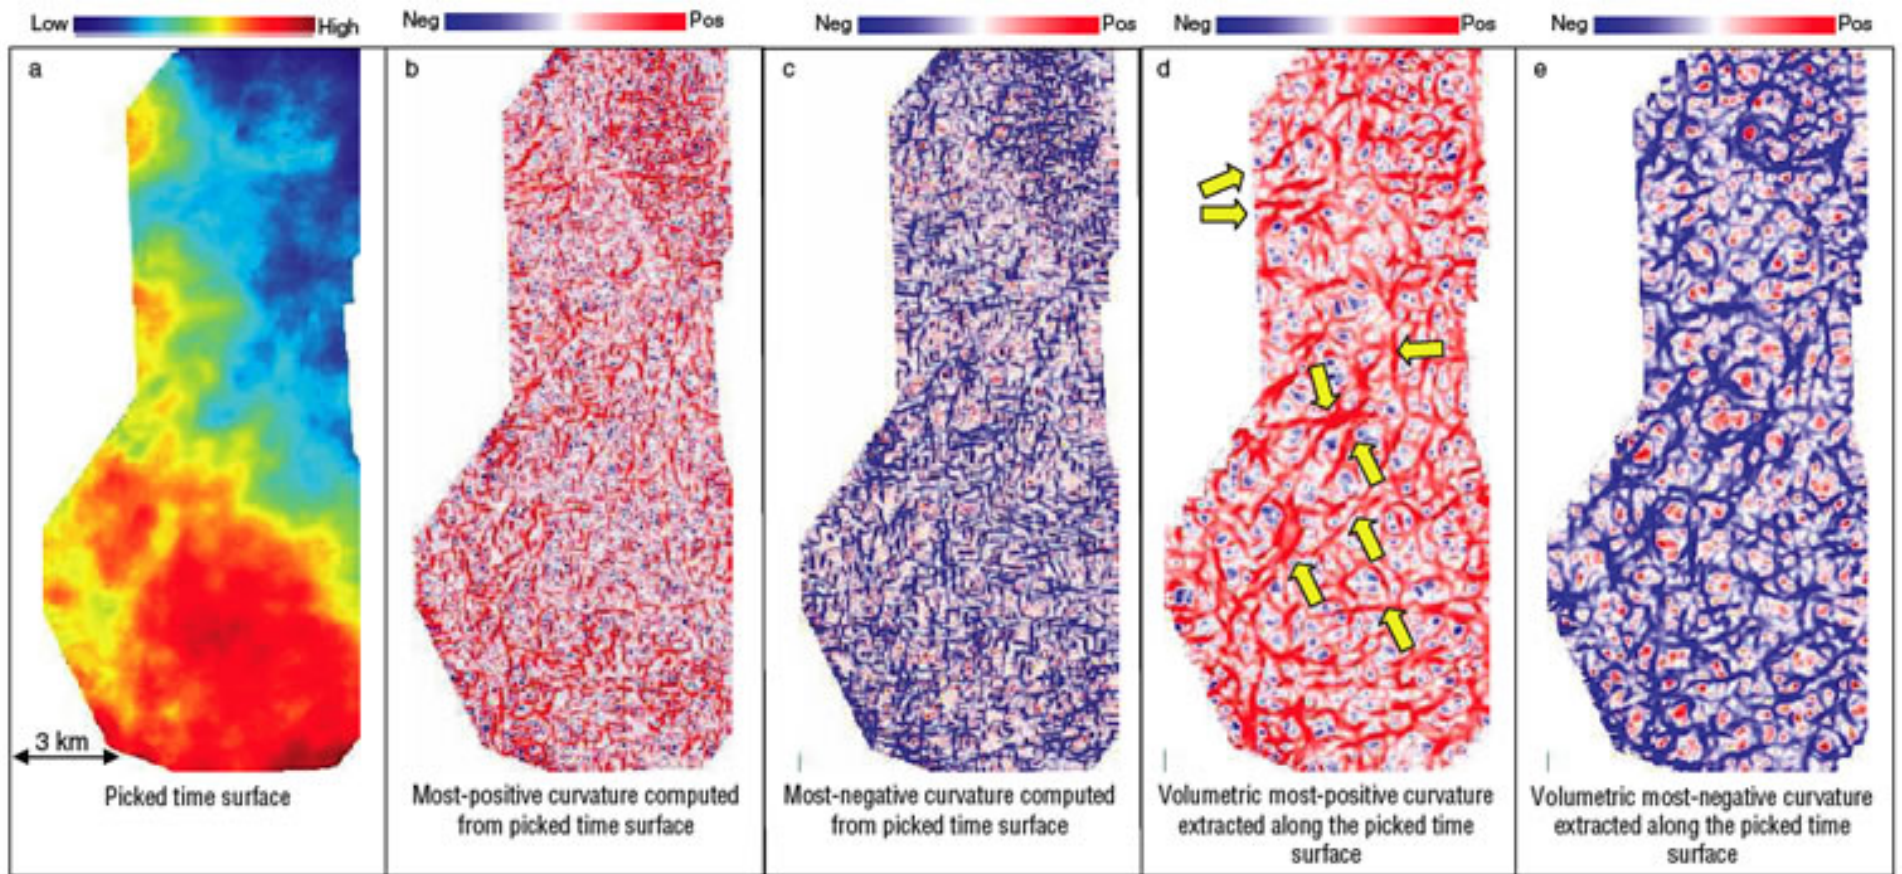 Low High
Neg Pos
Neg Pos
Neg Pos
Neg Pos
a
b
c
d
e
3 km
Picked time surface
Most-positive curvature computed
from picked time surface
Most-negative curvature computed
from picked time surface
Volumetric most-positive curvature
extracted along the picked time
surface
Volumetric most-negative curvature
extracted along the picked time
surface